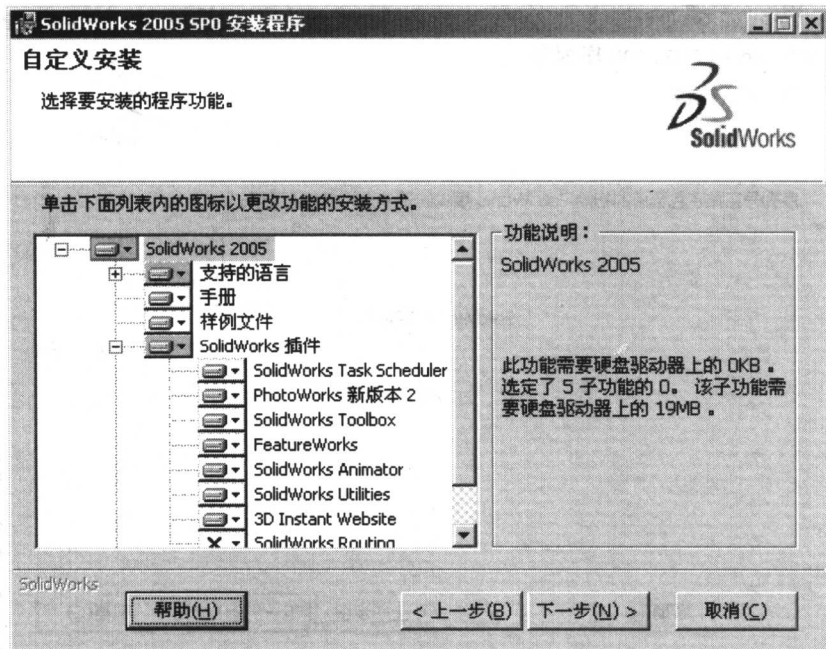 SolidWorks 2005 SP0 安装程序
自定义安装
选择要安装的程序功能。
SolidWorks
单击下面列表内的图标以更改功能的安装方式。
SolidWorks 2005
支持的语言
手册
样例文件
SolidWorks 插件
SolidWorks Task Scheduler
PhotoWorks 新版本 2
SolidWorks Toolbox
FeatureWorks
SolidWorks Animator
SolidWorks Utilities
3D Instant Website
SolidWorks Routing
功能说明：
SolidWorks 2005
此功能需要硬盘驱动器上的 0KB 。
选定了 5 子功能的 0。 该子功能需
要硬盘驱动器上的 19MB 。
SolidWorks
帮助(H)
< 上一步(B)
下一步(N) >
取消(C)